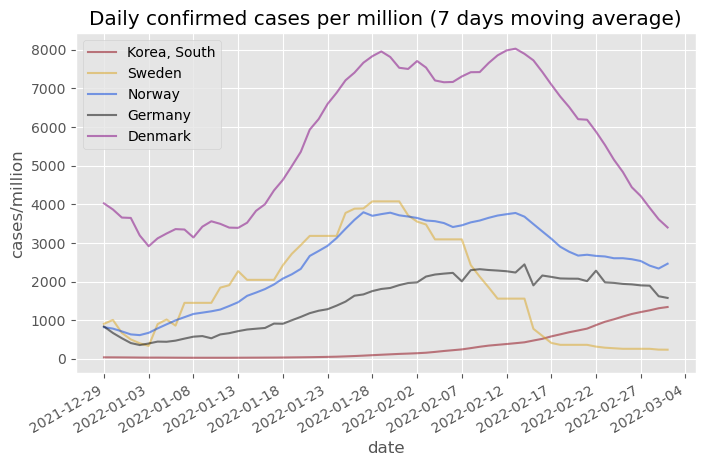 Daily confirmed cases per million (7 days moving average)
Korea, South
Sweden
Norway
Germany
Denmark
8000
7000
6000
5000
4000
3000
2000
1000
0
cases/million
2021-12-29
2022-01-03
2022-01-08
2022-01-13
2022-01-18
2022-01-23
2022-01-28
2022-02-02
2022-02-07
2022-02-12
2022-02-17
2022-02-22
2022-02-27
2022-03-04
date